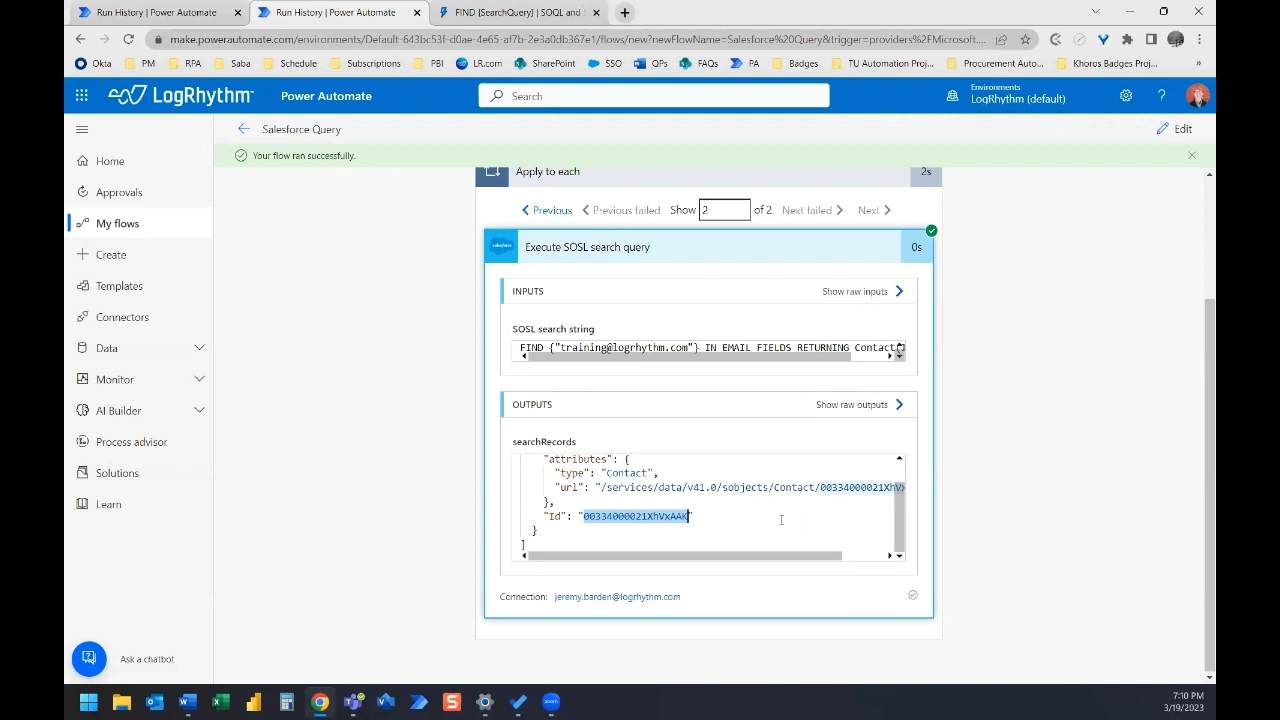 Run History | Power Automate
Run History | Power Automate
FIND {SearchQuery} | SOQL and
make.powerautomate.com/environments/Default-643bc53f-d0ae-4e65-af7b-2e3a0db367e1/flows/new?newFlowName=Salesforce%20Query&trigger=providers%2FMicrosoft....
Okta PM RPA Saba Schedule Subscriptions PBI LR.com SharePoint SSO QPs FAQs PA Badges TU Automation Proj... Procurement Auto... Khoros Badges Proj... »
LogRhythm Power Automate Search Environments
LogRhythm (default)
Salesforce Query Edit
Your flow ran successfully.
Home
Approvals
My flows
Create
Templates
Connectors
Data
Monitor
AI Builder
Process advisor
Solutions
Learn
Ask a chatbot
Apply to each 2s
Previous Previous failed Show 2 of 2 Next failed Next
salesforce Execute SOSL search query 0s
INPUTS Show raw inputs
SOSL search string
FIND {"training@logrhythm.com"} IN EMAIL FIELDS RETURNING Contact
OUTPUTS Show raw outputs
searchRecords
"attributes": {
"type": "Contact",
"url": "/services/data/v41.0/sobjects/Contact/00334000021XhVx
},
"Id": "00334000021XhVxAAK"
}
]
Connection: jeremy.barden@logrhythm.com
7:10 PM
3/19/2023